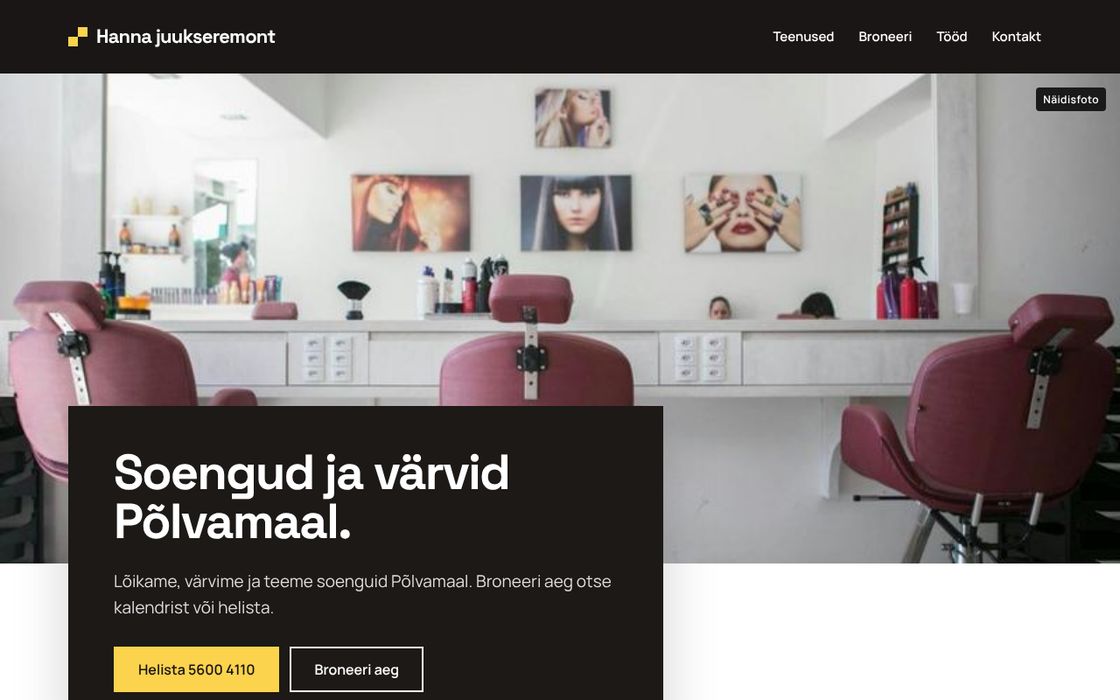 Hanna juukseremont
Teenused Broneeri Tööd Kontakt
Näidisfoto
Soengud ja värvid
Põlvamaal.
Lõikame, värvime ja teeme soenguid Põlvamaal. Broneeri aeg otse
kalendrist või helista.
Helista 5600 4110 Broneeri aeg